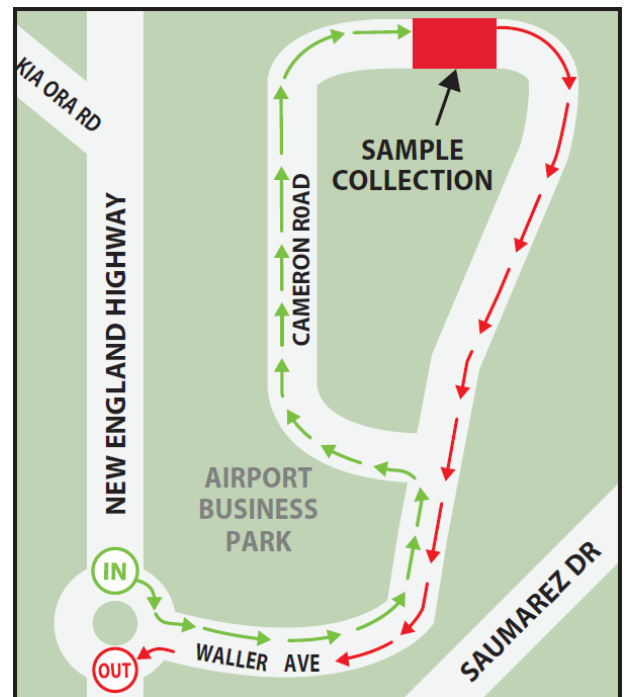 KIA ORA RD
SAMPLE
COLLECTION
CAMERON ROAD
NEW ENGLAND HIGHWAY
AIRPORT
BUSINESS
PARK
IN
SAUMAREZ DR
WALLER AVE
OUT